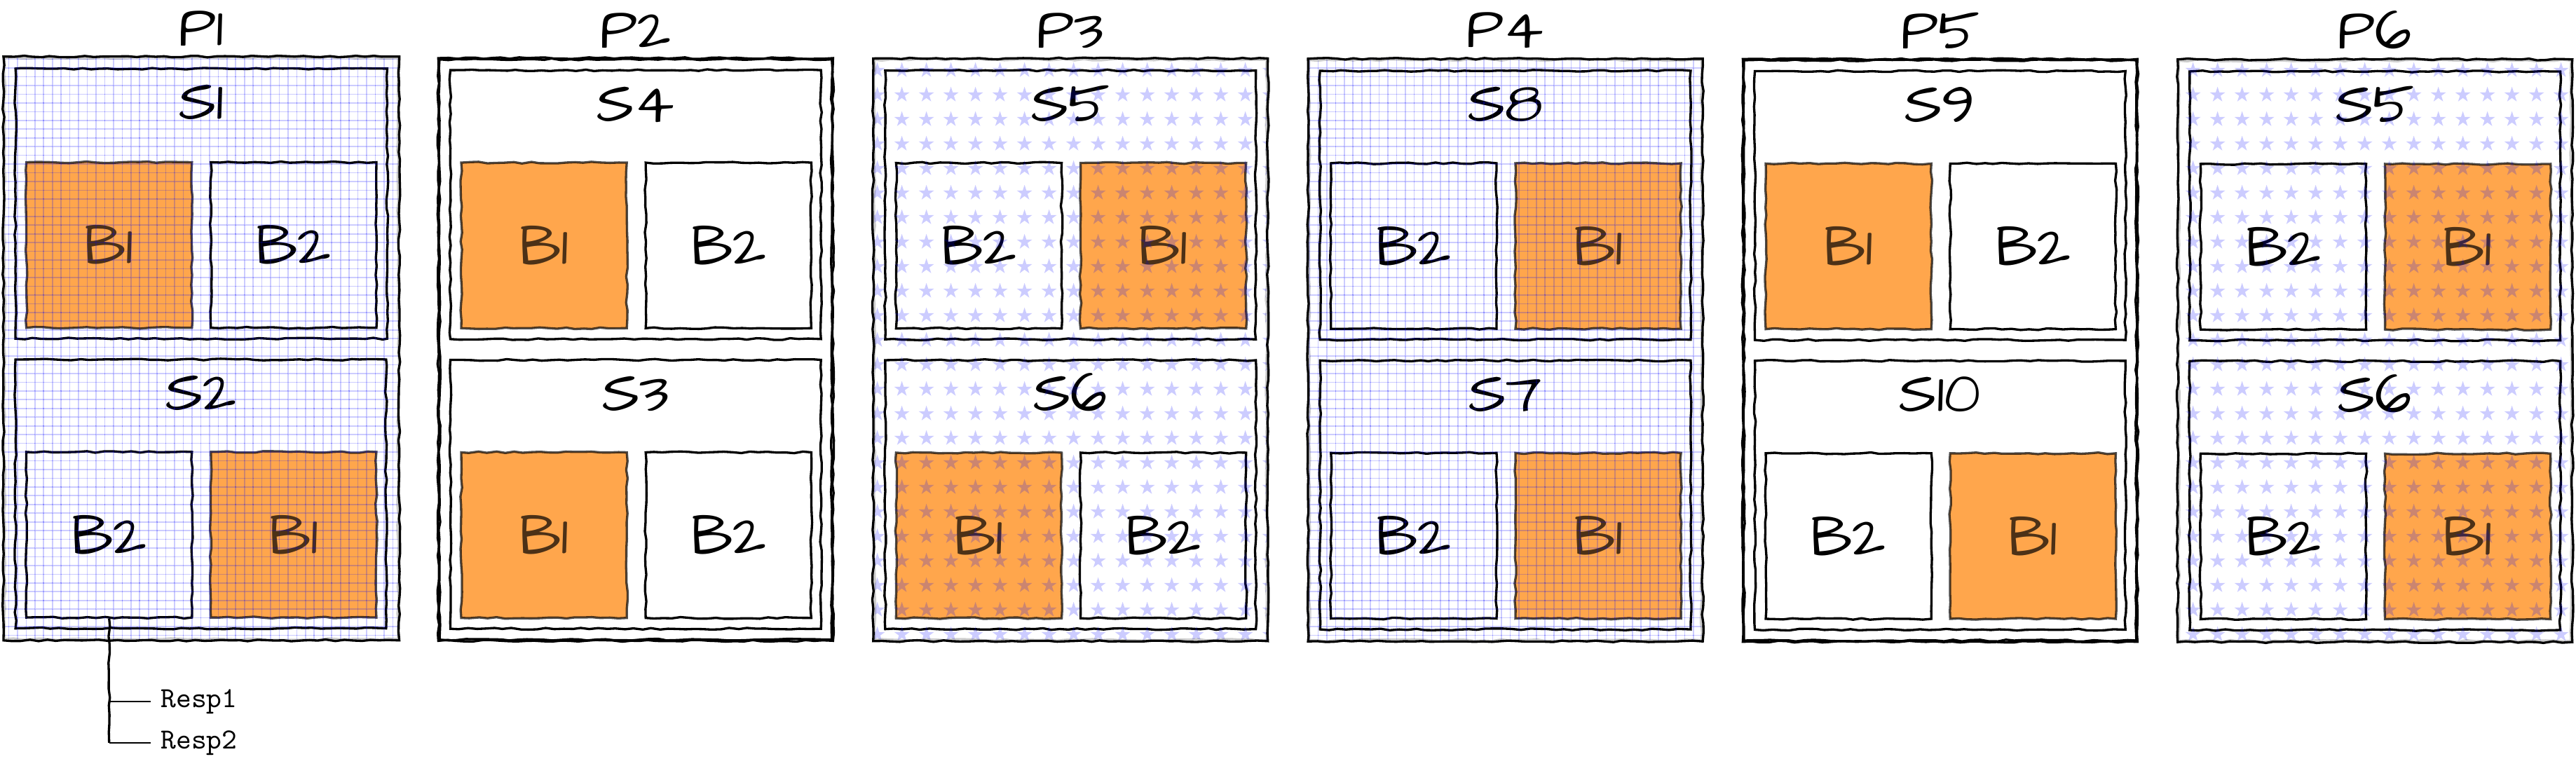 P1 P2 P3 P4 P5 P6
S1 S4 S5 S8 S9 S5
B1 B2 B1 B2 B2 B1 B2 B1 B1 B2 B2 B1
S2 S3 S6 S7 S10 S6
B2 B1 B1 B2 B1 B2 B2 B1 B2 B1 B2 B1
Resp1
Resp2